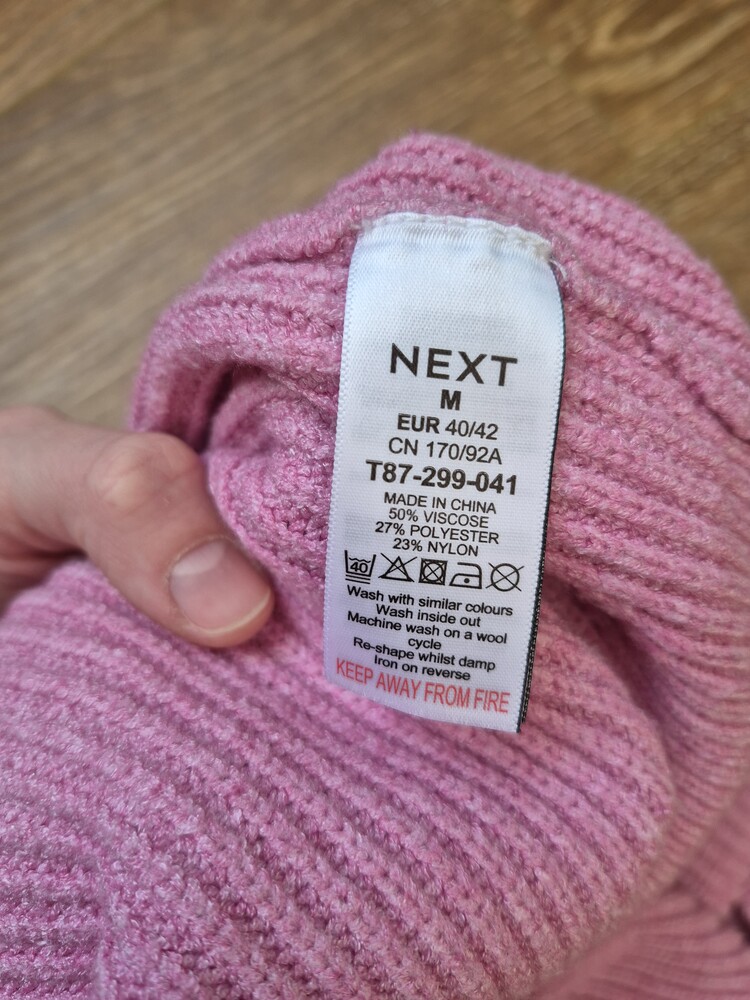 NEXT
M
EUR 40/42
CN 170/92A
T87-299-041
MADE IN CHINA
50% VISCOSE
27% POLYESTER
23% NYLON
40
Wash with similar colours
Wash inside out
Machine wash on a wool
cycle
Re-shape whilst damp
Iron on reverse
KEEP AWAY FROM FIRE